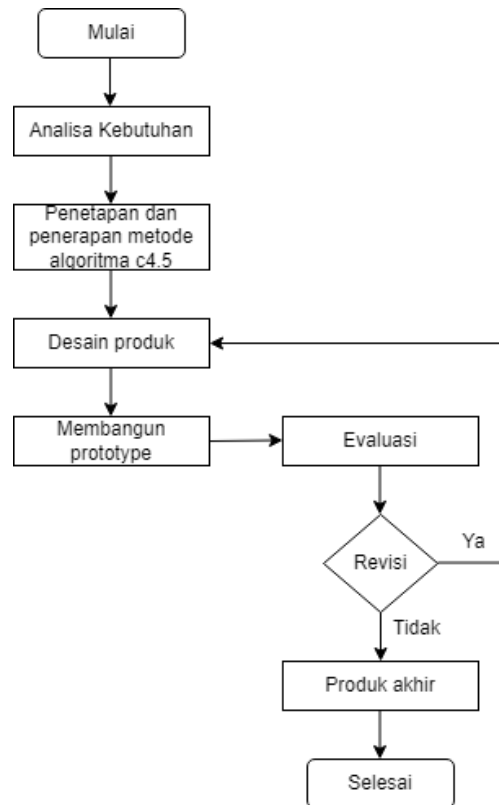 Mulai
Analisa Kebutuhan
Penetapan dan
penerapan metode
algoritma c4.5
Desain produk
Membangun
prototype
Evaluasi
Revisi
Ya
Tidak
Produk akhir
Selesai